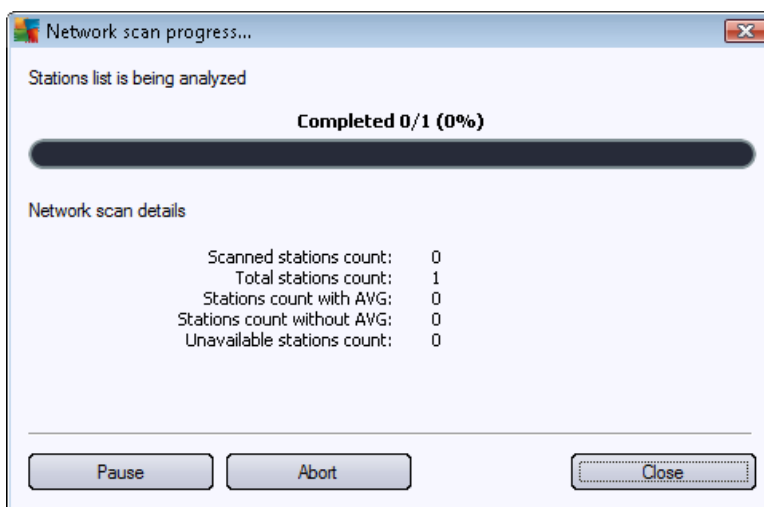 Network scan progress...
Stations list is being analyzed
Completed 0/1 (0%)
Network scan details
Scanned stations count: 0
Total stations count: 1
Stations count with AVG: 0
Stations count without AVG: 0
Unavailable stations count: 0
Pause Abort Close